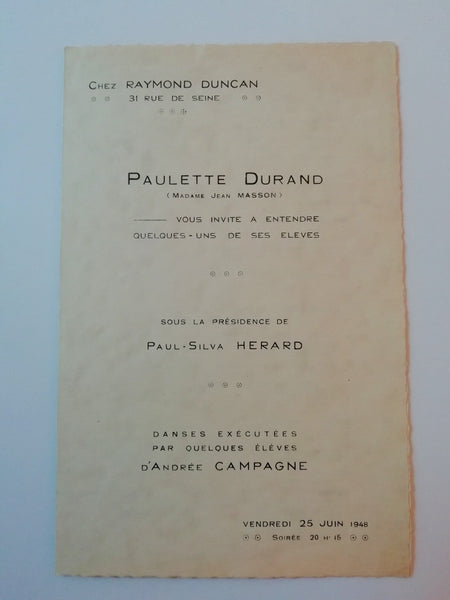 Chez RAYMOND DUNCAN
31 RUE DE SEINE
PAULETTE DURAND
( MADAME JEAN MASSON )
VOUS INVITE A ENTENDRE
QUELQUES-UNS DE SES ELEVES
SOUS LA PRÉSIDENCE DE
PAUL-SILVA HERARD
DANSES EXÉCUTÉES
PAR QUELQUES ÉLÈVES
D'ANDRÉE CAMPAGNE
VENDREDI 25 JUIN 1948
SOIRÉE 20 H 15